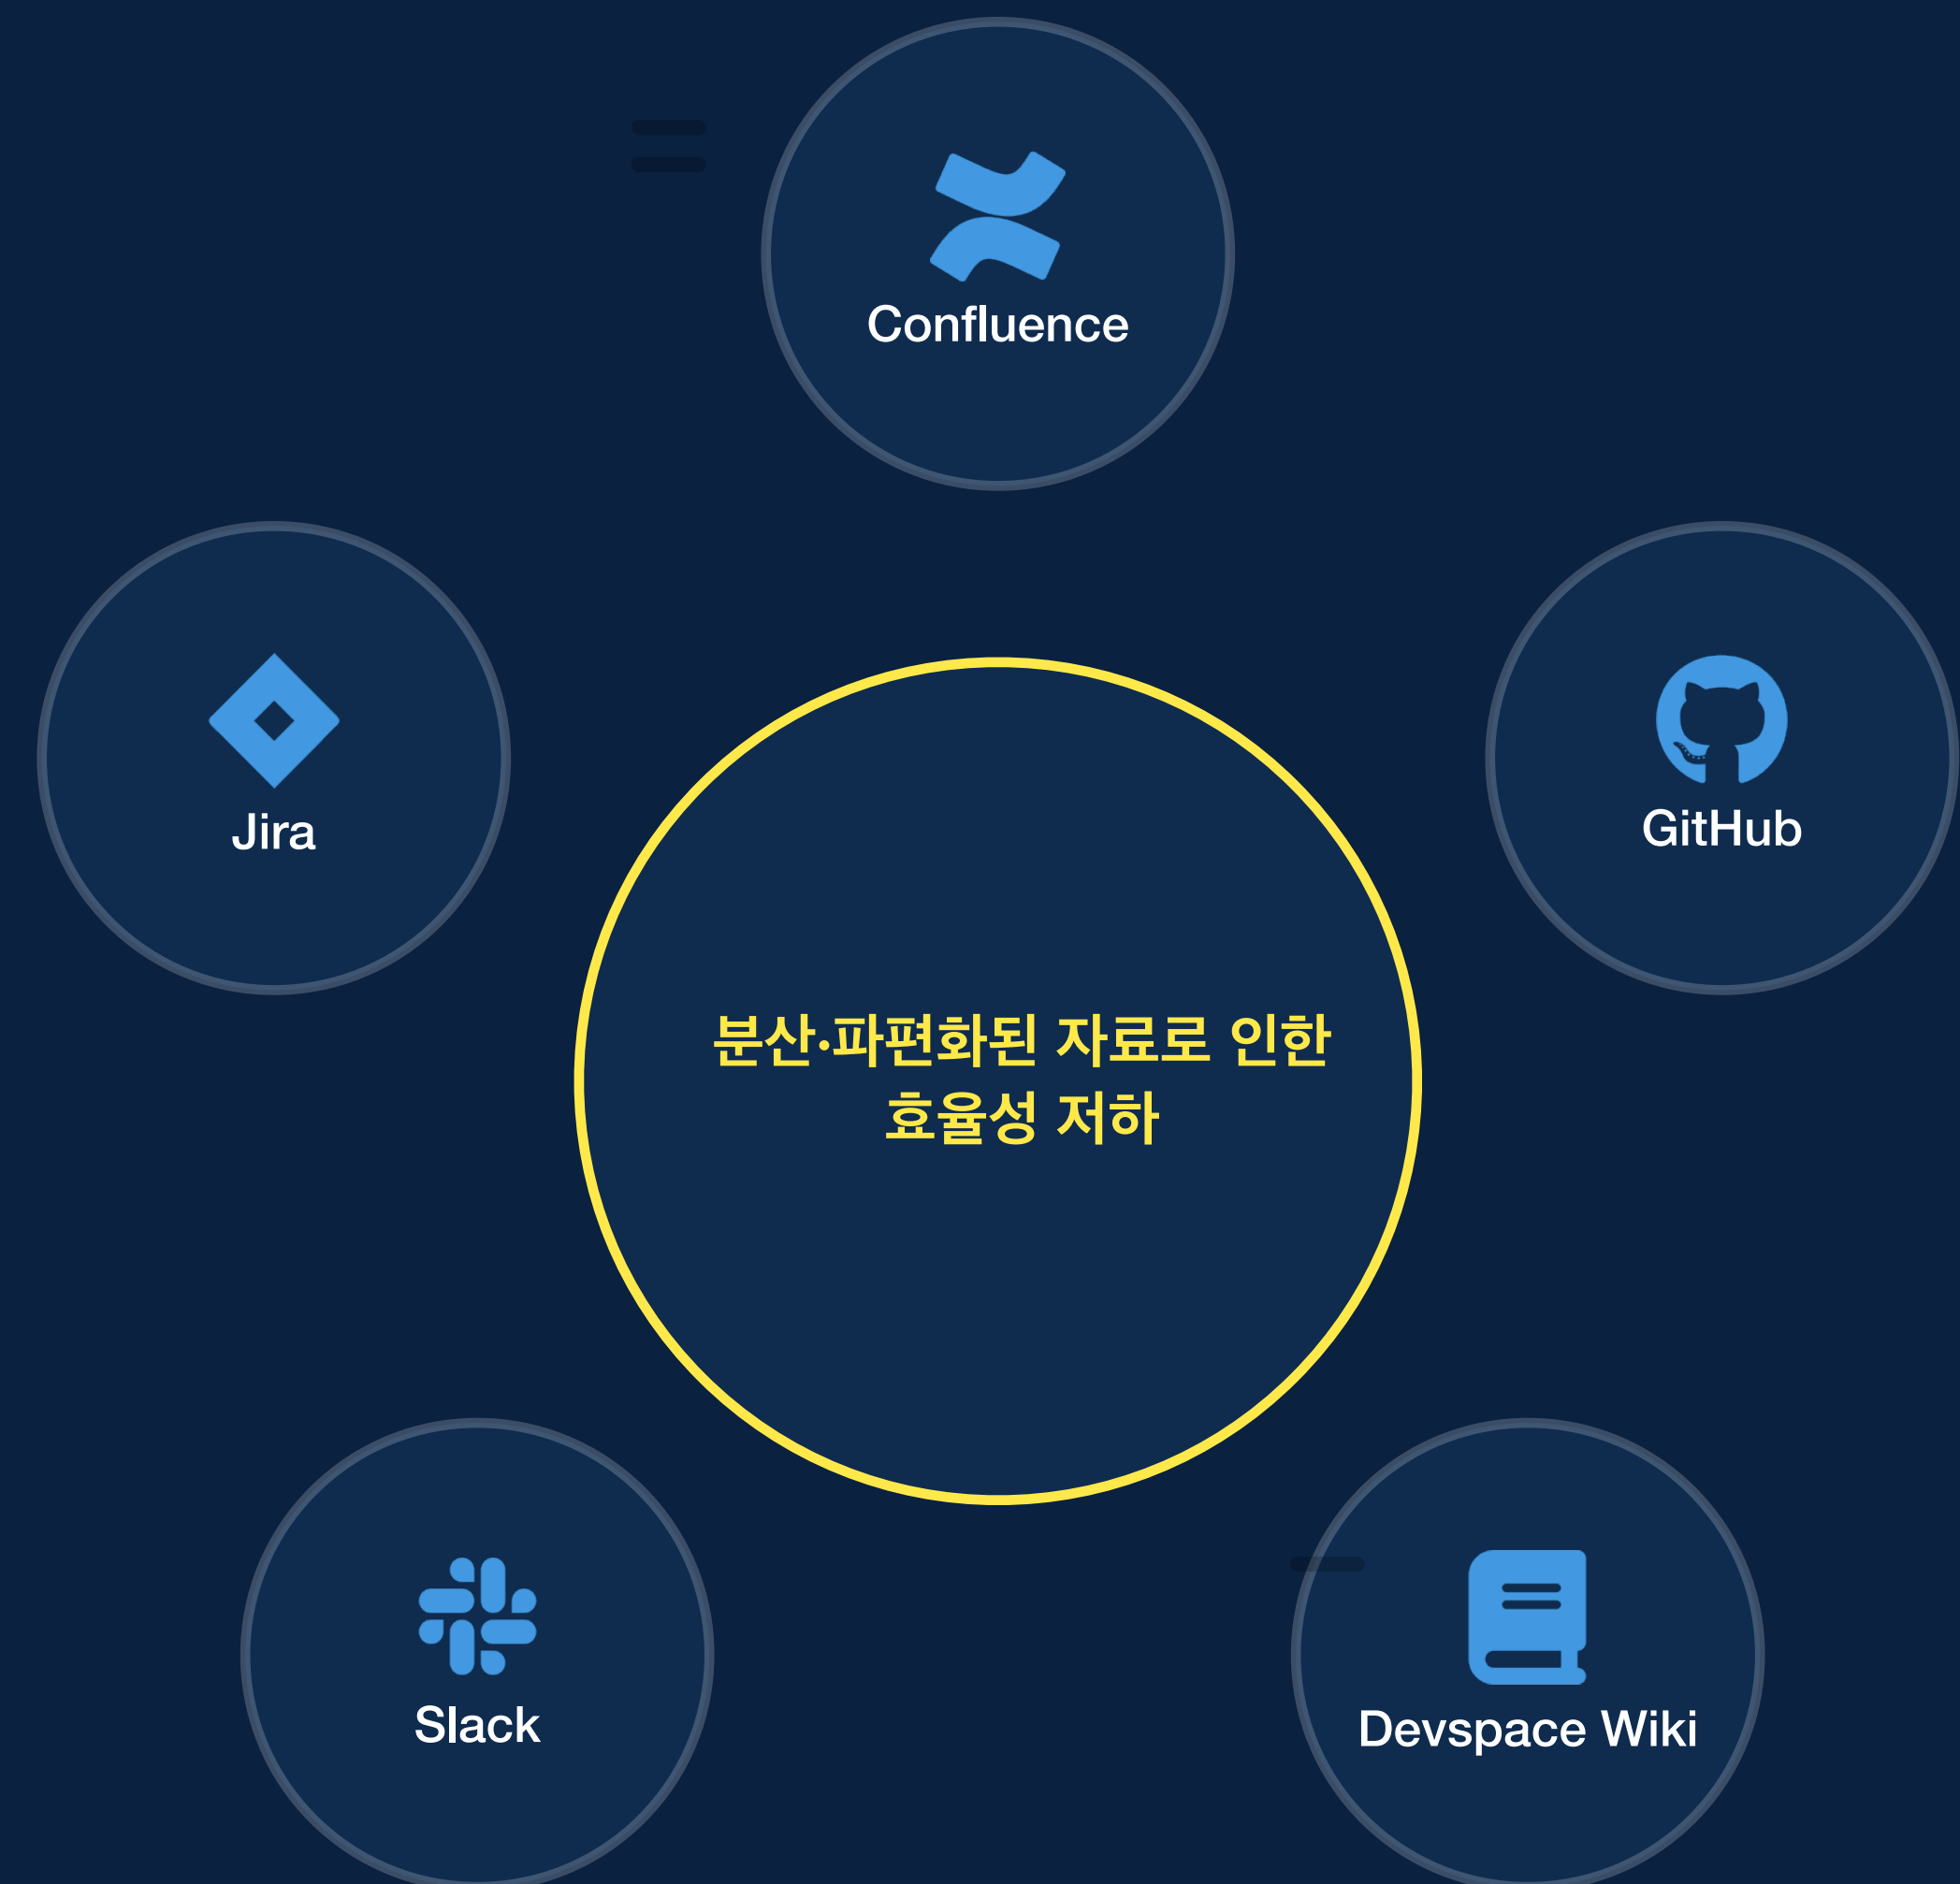 Confluence
Jira
GitHub
분산·파편화된 자료로 인한
효율성 저하
Slack
Devspace Wiki